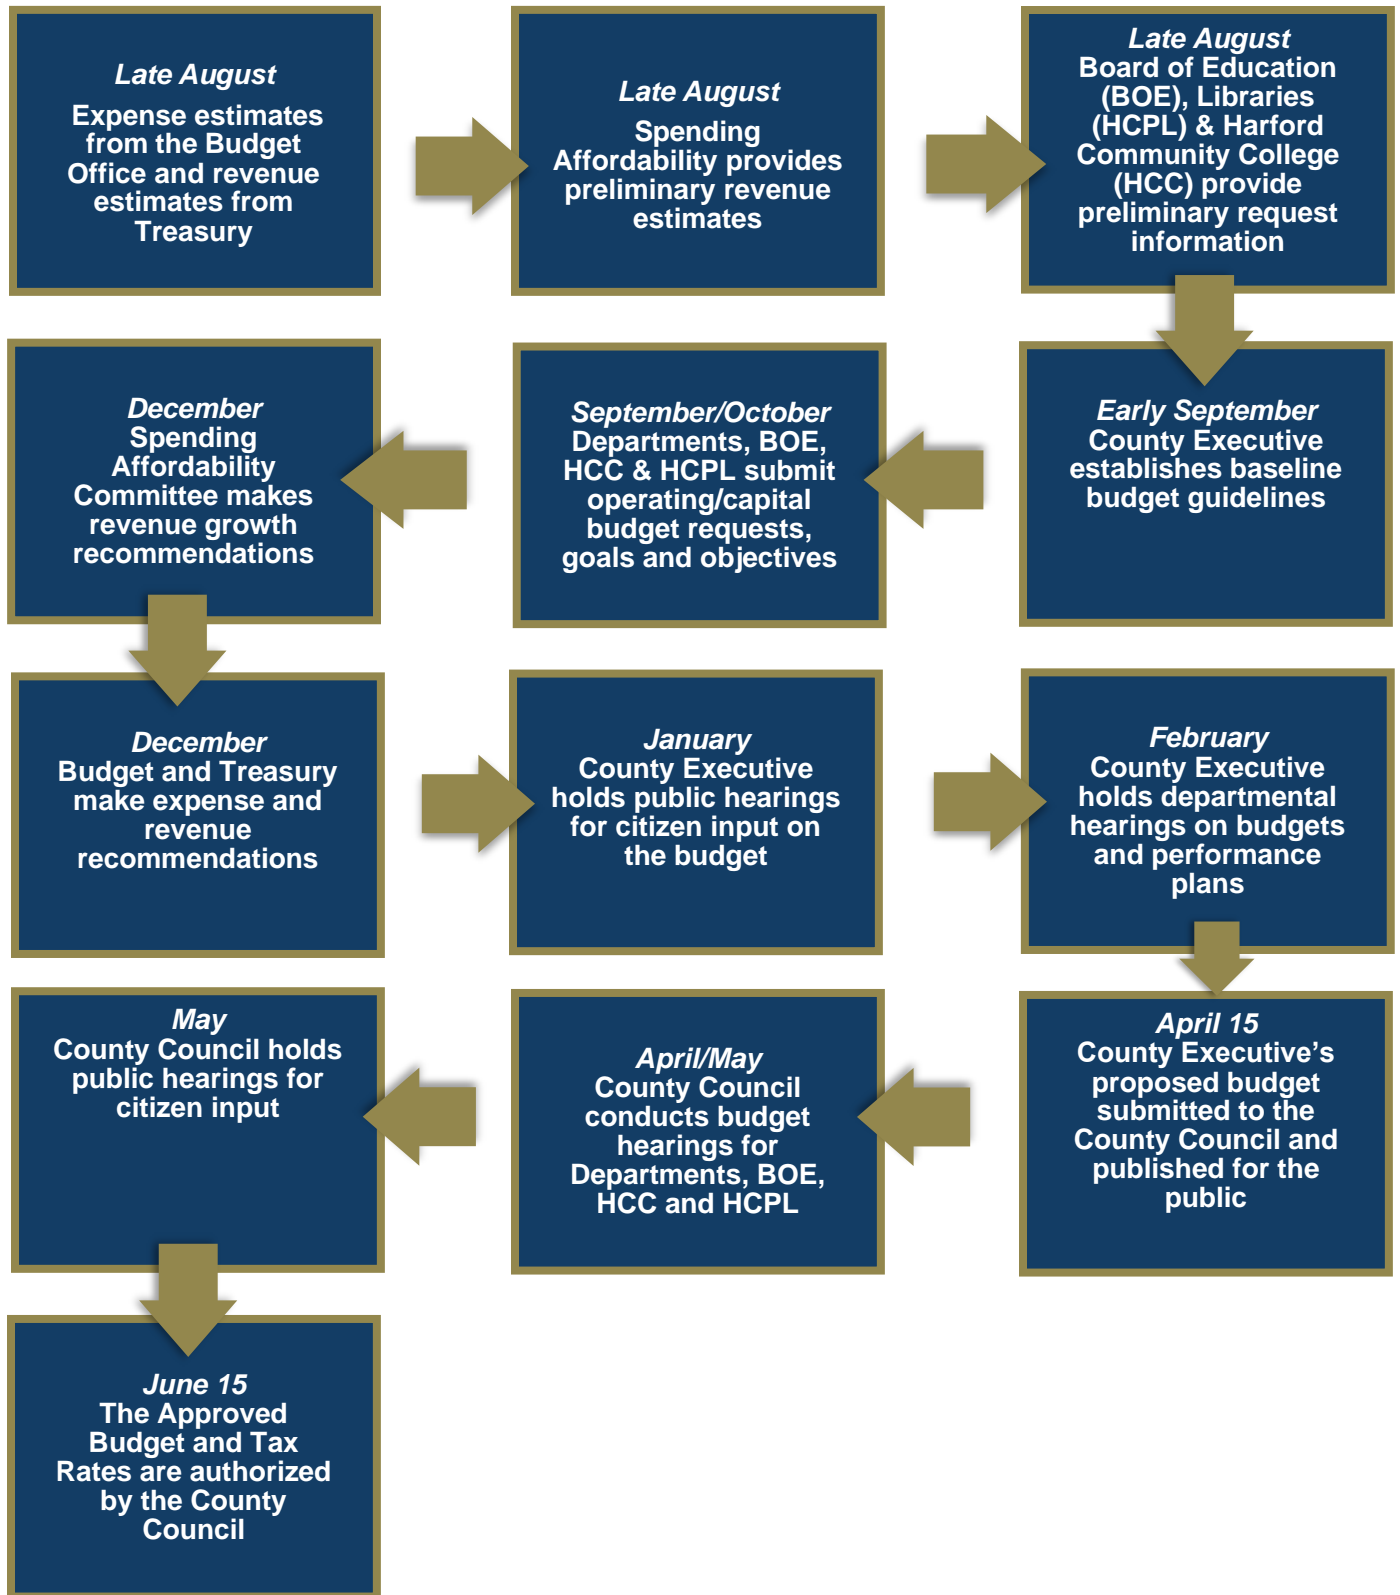 Late August
Expense estimates
from the Budget
Office and revenue
estimates from
Treasury
Late August
Spending
Affordability provides
preliminary revenue
estimates
Late August
Board of Education
(BOE), Libraries
(HCPL) & Harford
Community College
(HCC) provide
preliminary request
information
Early September
County Executive
establishes baseline
budget guidelines
September/October
Departments, BOE,
HCC & HCPL submit
operating/capital
budget requests,
goals and objectives
December
Spending
Affordability
Committee makes
revenue growth
recommendations
December
Budget and Treasury
make expense and
revenue
recommendations
January
County Executive
holds public hearings
for citizen input on
the budget
February
County Executive
holds departmental
hearings on budgets
and performance
plans
April 15
County Executive’s
proposed budget
submitted to the
County Council and
published for the
public
April/May
County Council
conducts budget
hearings for
Departments, BOE,
HCC and HCPL
May
County Council holds
public hearings for
citizen input
June 15
The Approved
Budget and Tax
Rates are authorized
by the County
Council